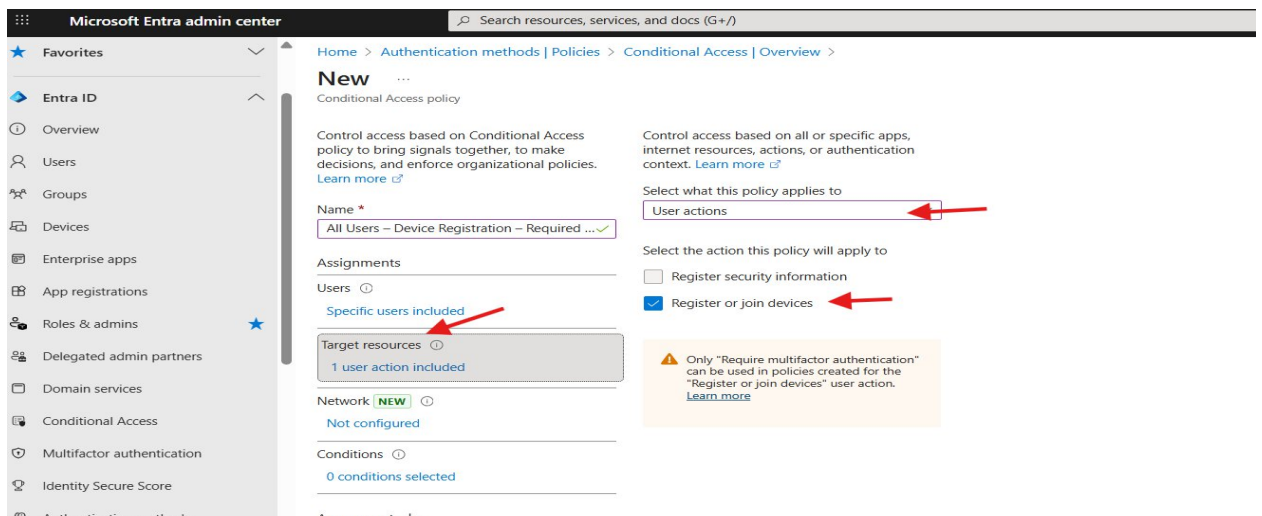 Microsoft Entra admin center
Search resources, services, and docs (G+/)
Favorites
Entra ID
Overview
Users
Groups
Devices
Enterprise apps
App registrations
Roles & admins
Delegated admin partners
Domain services
Conditional Access
Multifactor authentication
Identity Secure Score
Home > Authentication methods | Policies > Conditional Access | Overview >
New ...
Conditional Access policy
Control access based on Conditional Access
policy to bring signals together, to make
decisions, and enforce organizational policies.
Learn more
Name *
All Users – Device Registration – Required ...
Assignments
Users
Specific users included
Target resources
1 user action included
Network NEW
Not configured
Conditions
0 conditions selected
Control access based on all or specific apps,
internet resources, actions, or authentication
context. Learn more
Select what this policy applies to
User actions
Select the action this policy will apply to
Register security information
Register or join devices
Only "Require multifactor authentication"
can be used in policies created for the
"Register or join devices" user action.
Learn more